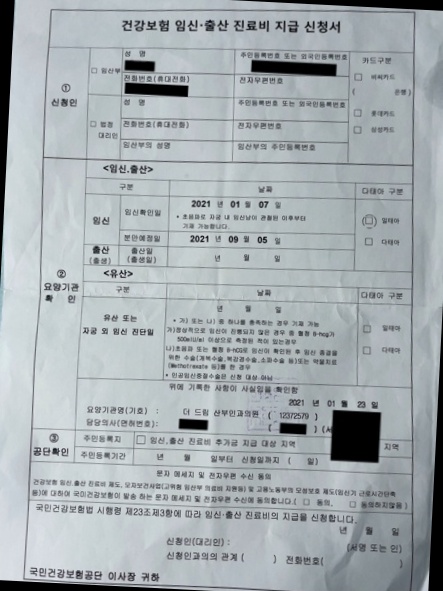 건강보험 임신·출산 진료비 지급 신청서
①
신청인
□ 임산부
성 명
주민등록번호 또는 외국인등록번호
전화번호(휴대전화)
전자우편번호
□ 법정
대리인
성 명
주민등록번호 또는 외국인등록번호
전화번호(휴대전화)
전자우편번호
임산부의 성명
임산부의 주민등록번호
카드구분
□ 비씨카드
( 은행)
□ 롯데카드
□ 삼성카드
②
요양기관
확 인
<임신.출산>
구분
날짜
다태아 구분
임신
임신확인일
2021 년 01 월 07 일
* 초음파로 자궁 내 임신낭이 관찰된 이후부터
기재 가능합니다.
분만예정일
2021 년 09 월 05 일
출산
(출생)
출산일
(출생일)
년 월 일
□ 일태아
□ 다태아
<유산>
구분
날짜
다태아 구분
유산 또는
자궁 외 임신 진단일
년 월 일
* 가) 또는 나) 중 하나를 충족하는 경우 기재 가능
가)정상적으로 임신이 진행되지 않은 경우 중 혈청 B-hcg가
500mIU/ml 이상으로 측정된 적이 있는경우
나)초음파 또는 혈청 B-hCG로 임신이 확인된 후 임신 종결을
위한 수술(개복수술,복강경수술,소파수술 등)또는 약물치료
(Methotrexate 등)를 한 경우
* 인공임신중절수술은 신청 대상 아님
□ 일태아
□ 다태아
위에 기록한 사항이 사실임을 확인함
2021 년 01 월 23 일
요양기관명(기호) : 더 드림 산부인과의원 ( 12372579 )
담당의사(면허번호):
③
공단확인
주민등록지
□ 임신,출산 진료비 추가금 지급 대상 지역
지역
주민등록기간
년 월 일부터 신청일까지 ( 일)
문자 메세지 및 전자우편 수신 동의
건강보험 임신.출산 진료비 제도, 모자보건사업(고위험 임산부 의료비 지원등) 및 고용노동부의 모성보호 제도(임신기 근로시간단축
등)에 대하여 국민건강보험이 발송 하는 문자 메세지 및 전자우편 수신에 동의합니다.( □ 동의, □ 동의하지않음)
국민건강보험법 시행령 제23조제3항에 따라 임신·출산 진료비의 지급을 신청합니다.
년 월 일
신청인(대리인) : (서명 또는 인)
신청인과의의 관계 ( ) 전화번호(
국민건강보험공단 이사장 귀하